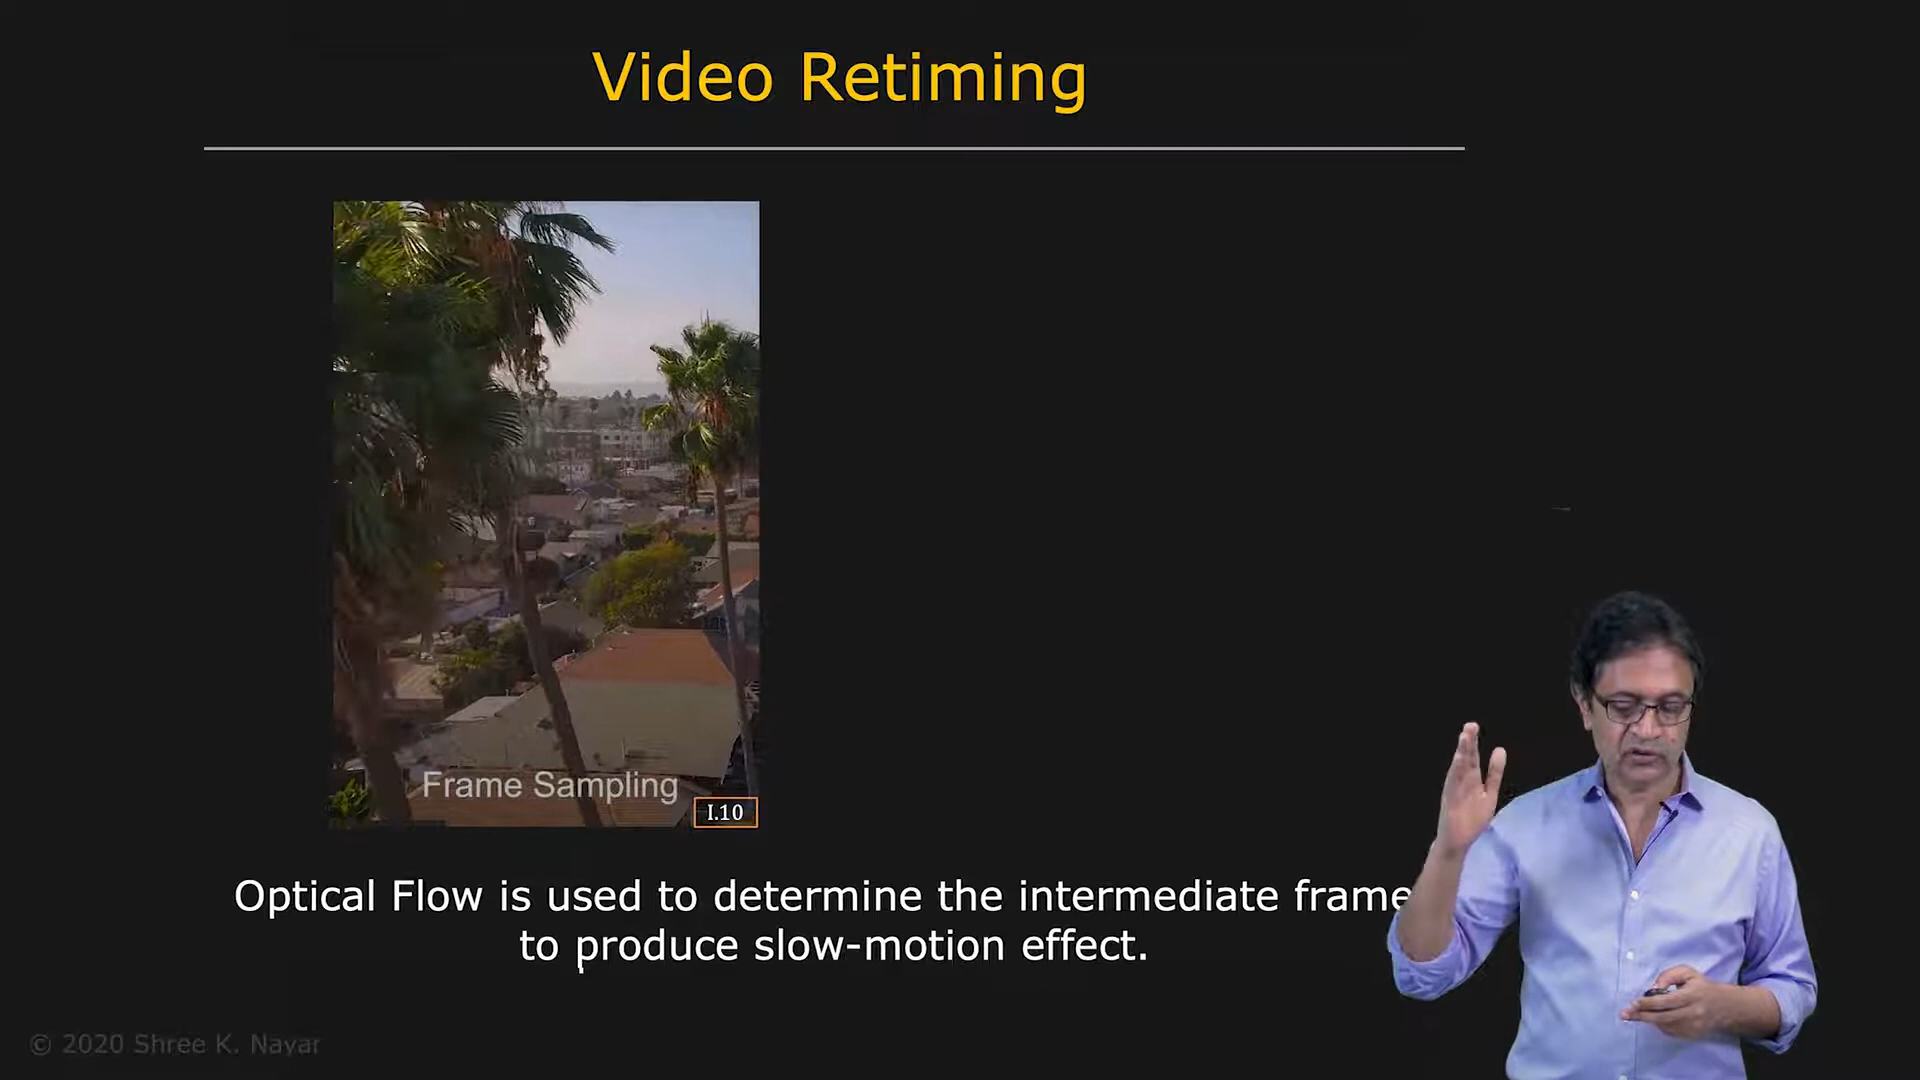 Video Retiming
Frame Sampling
I.10
Optical Flow is used to determine the intermediate frame
to produce slow-motion effect.
© 2020 Shree K. Nayar